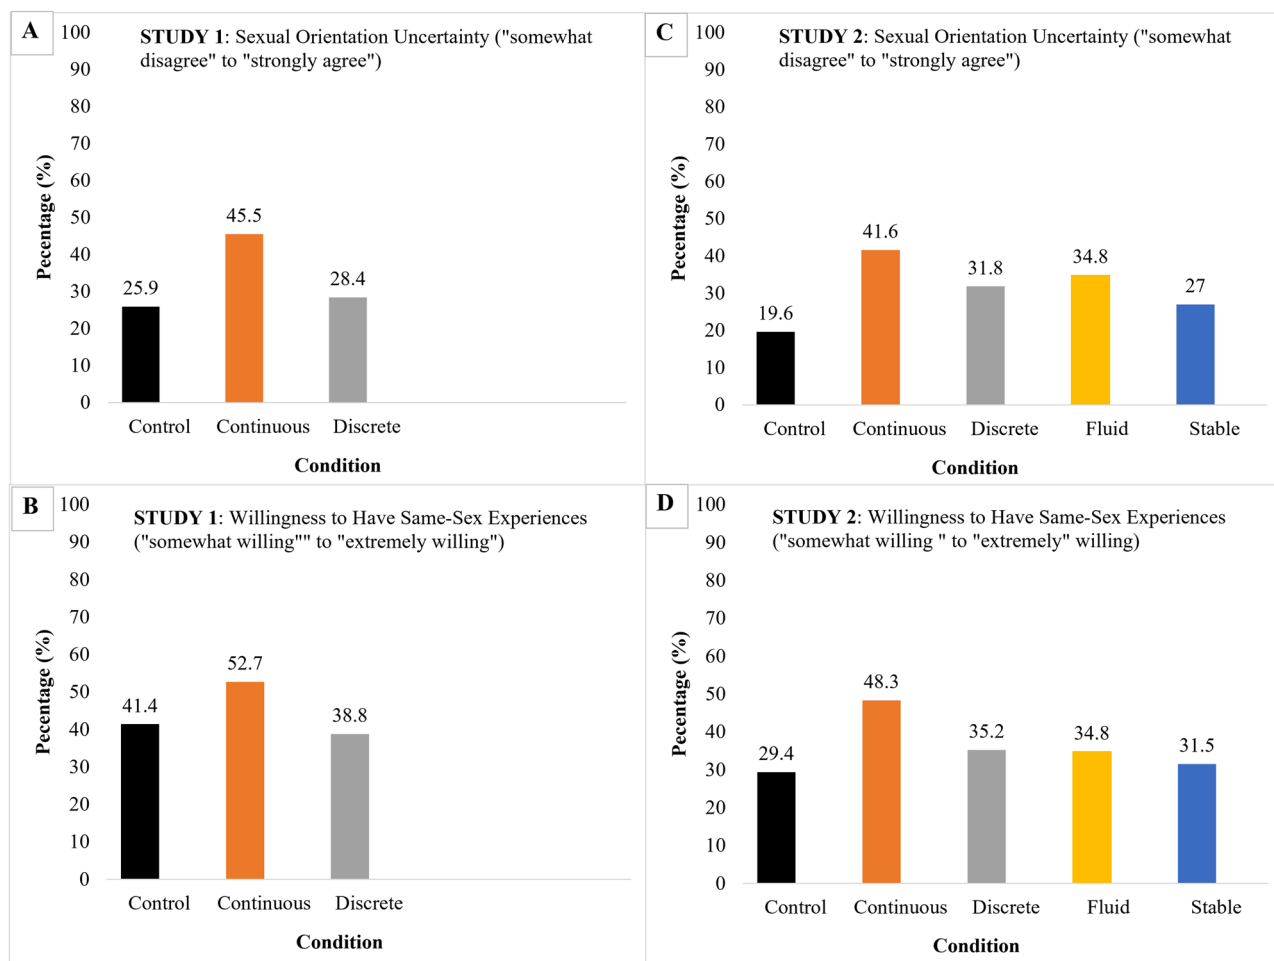 A
STUDY 1: Sexual Orientation Uncertainty ("somewhat
disagree" to "strongly agree")
100
90
80
70
60
50
40
30
20
10
0
Pecentage (%)
25.9
45.5
28.4
Control
Continuous
Discrete
Condition
B
STUDY 1: Willingness to Have Same-Sex Experiences
("somewhat willing"" to "extremely willing")
100
90
80
70
60
50
40
30
20
10
0
Pecentage (%)
41.4
52.7
38.8
Control
Continuous
Discrete
Condition
C
STUDY 2: Sexual Orientation Uncertainty ("somewhat
disagree" to "strongly agree")
100
90
80
70
60
50
40
30
20
10
0
Pecentage (%)
19.6
41.6
31.8
34.8
27
Control
Continuous
Discrete
Fluid
Stable
Condition
D
STUDY 2: Willingness to Have Same-Sex Experiences
("somewhat willing " to "extremely" willing)
100
90
80
70
60
50
40
30
20
10
0
Pecentage (%)
29.4
48.3
35.2
34.8
31.5
Control
Continuous
Discrete
Fluid
Stable
Condition